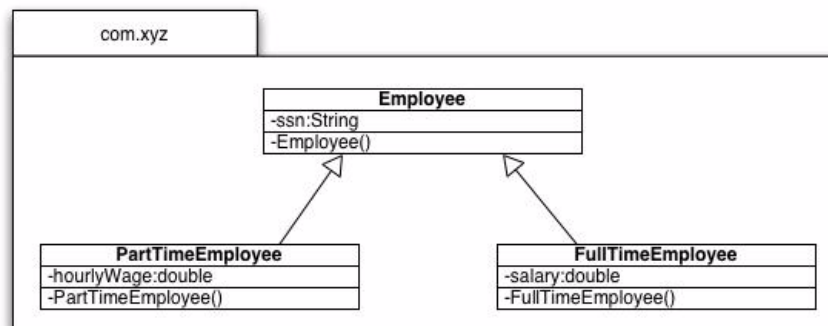 com.xyz
Employee
-ssn:String
-Employee()
PartTimeEmployee
-hourlyWage:double
-PartTimeEmployee()
FullTimeEmployee
-salary:double
-FullTimeEmployee()